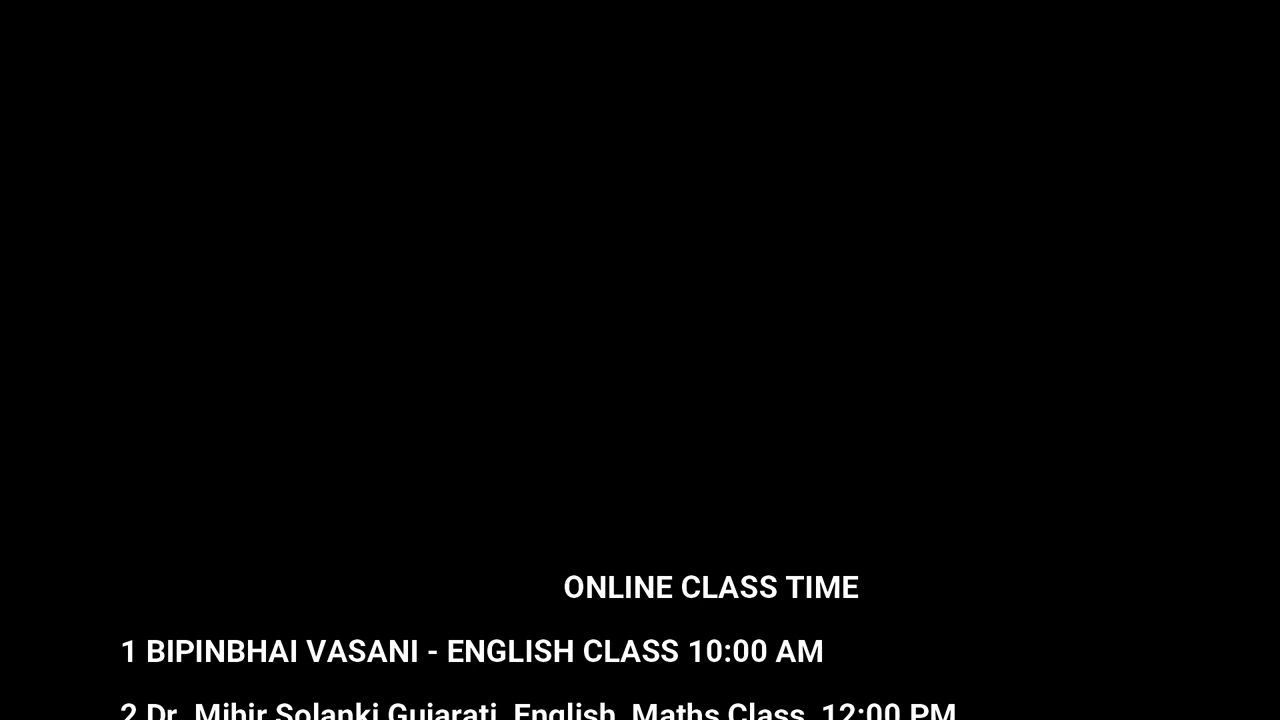 ONLINE CLASS TIME
1 BIPINBHAI VASANI - ENGLISH CLASS 10:00 AM
2 Dr. Mihir Solanki Gujarati, English, Maths Class 12:00 PM